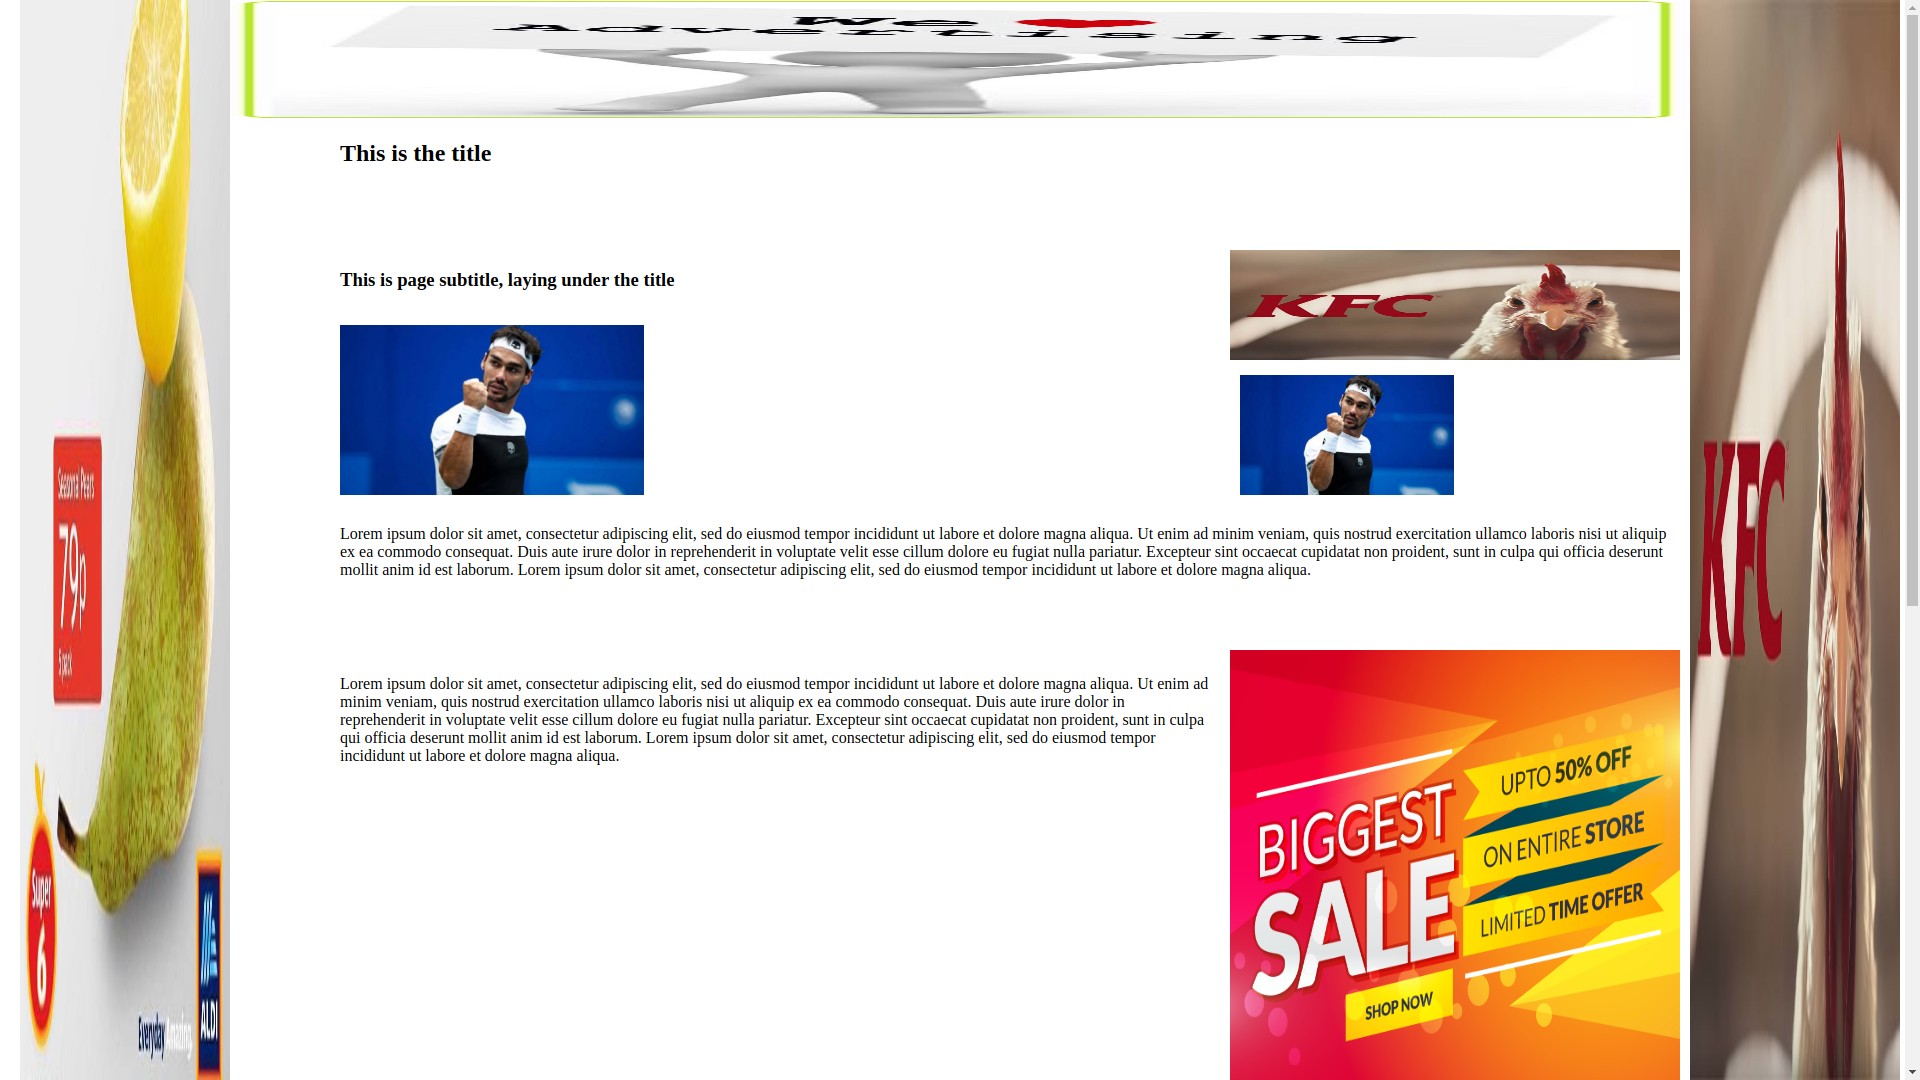 We
Advertising
This is the title
This is page subtitle, laying under the title
KFC
Lorem ipsum dolor sit amet, consectetur adipiscing elit, sed do eiusmod tempor incididunt ut labore et dolore magna aliqua. Ut enim ad minim veniam, quis nostrud exercitation ullamco laboris nisi ut aliquip
ex ea commodo consequat. Duis aute irure dolor in reprehenderit in voluptate velit esse cillum dolore eu fugiat nulla pariatur. Excepteur sint occaecat cupidatat non proident, sunt in culpa qui officia deserunt
mollit anim id est laborum. Lorem ipsum dolor sit amet, consectetur adipiscing elit, sed do eiusmod tempor incididunt ut labore et dolore magna aliqua.
Lorem ipsum dolor sit amet, consectetur adipiscing elit, sed do eiusmod tempor incididunt ut labore et dolore magna aliqua. Ut enim ad
minim veniam, quis nostrud exercitation ullamco laboris nisi ut aliquip ex ea commodo consequat. Duis aute irure dolor in
reprehenderit in voluptate velit esse cillum dolore eu fugiat nulla pariatur. Excepteur sint occaecat cupidatat non proident, sunt in culpa
qui officia deserunt mollit anim id est laborum. Lorem ipsum dolor sit amet, consectetur adipiscing elit, sed do eiusmod tempor
incididunt ut labore et dolore magna aliqua.
UPTO 50% OFF
ON ENTIRE STORE
LIMITED TIME OFFER
BIGGEST
SALE
SHOP NOW
Seasonal Pears
79p
5 pack
Super
6
Everyday Amazing.
ALDI
KFC